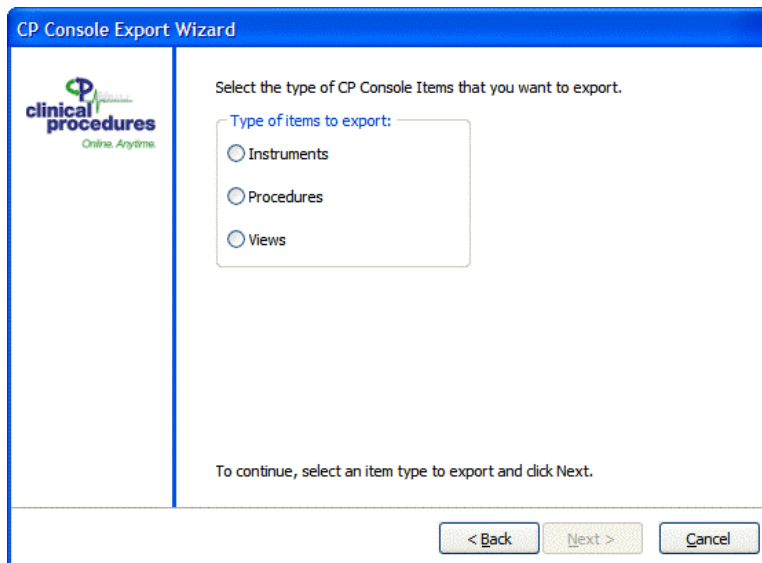 CP Console Export Wizard
CP
clinical
procedures
Online. Anytime.
Select the type of CP Console Items that you want to export.
Type of items to export:
Instruments
Procedures
Views
To continue, select an item type to export and click Next.
< Back
Next >
Cancel